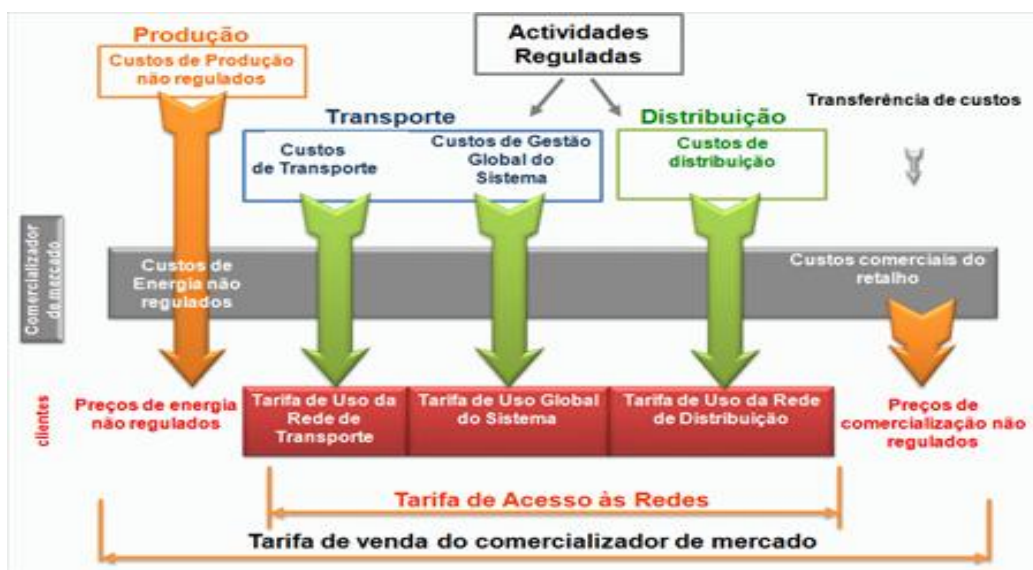 Produção
Custos de Produção
não regulados
Actividades
Reguladas
Transporte
Custos
de Transporte
Custos de Gestão
Global do
Sistema
Distribuição
Custos de
distribuição
Transferência de custos
Comercializador
de mercado
Custos de
Energia não
regulados
Custos comerciais do
retalho
clientes
Preços de energia
não regulados
Tarifa de Uso da
Rede de
Transporte
Tarifa de Uso Global
do Sistema
Tarifa de Uso da Rede
de Distribuição
Preços de
comercialização não
regulados
Tarifa de Acesso às Redes
Tarifa de venda do comercializador de mercado